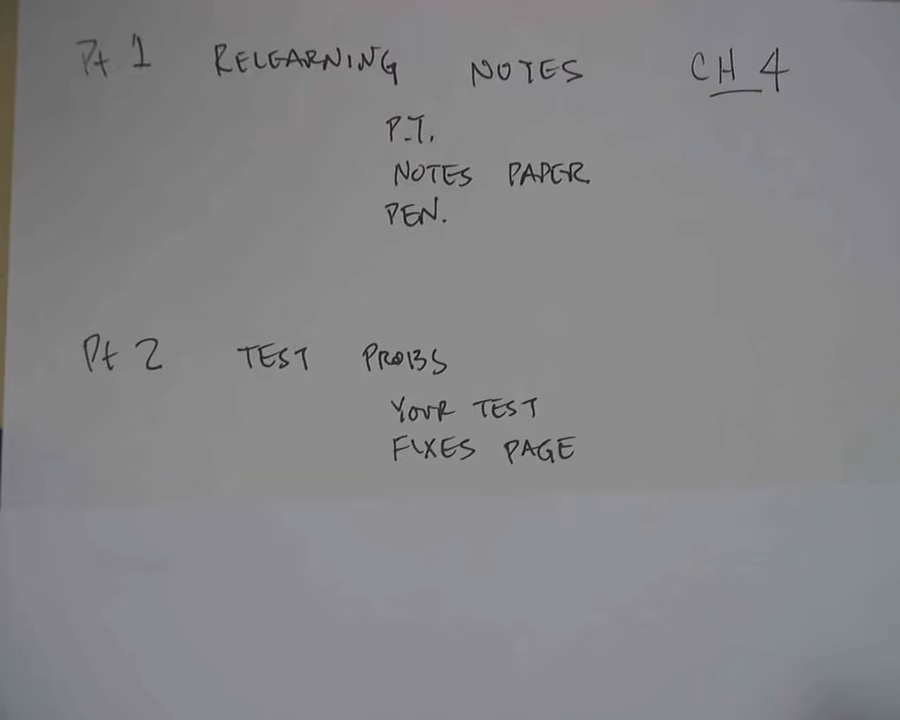 Pt 1 RELEARNING NOTES CH 4
P.T.
NOTES PAPER
PEN.
Pt 2 TEST PROBS
YOUR TEST
FIXES PAGE